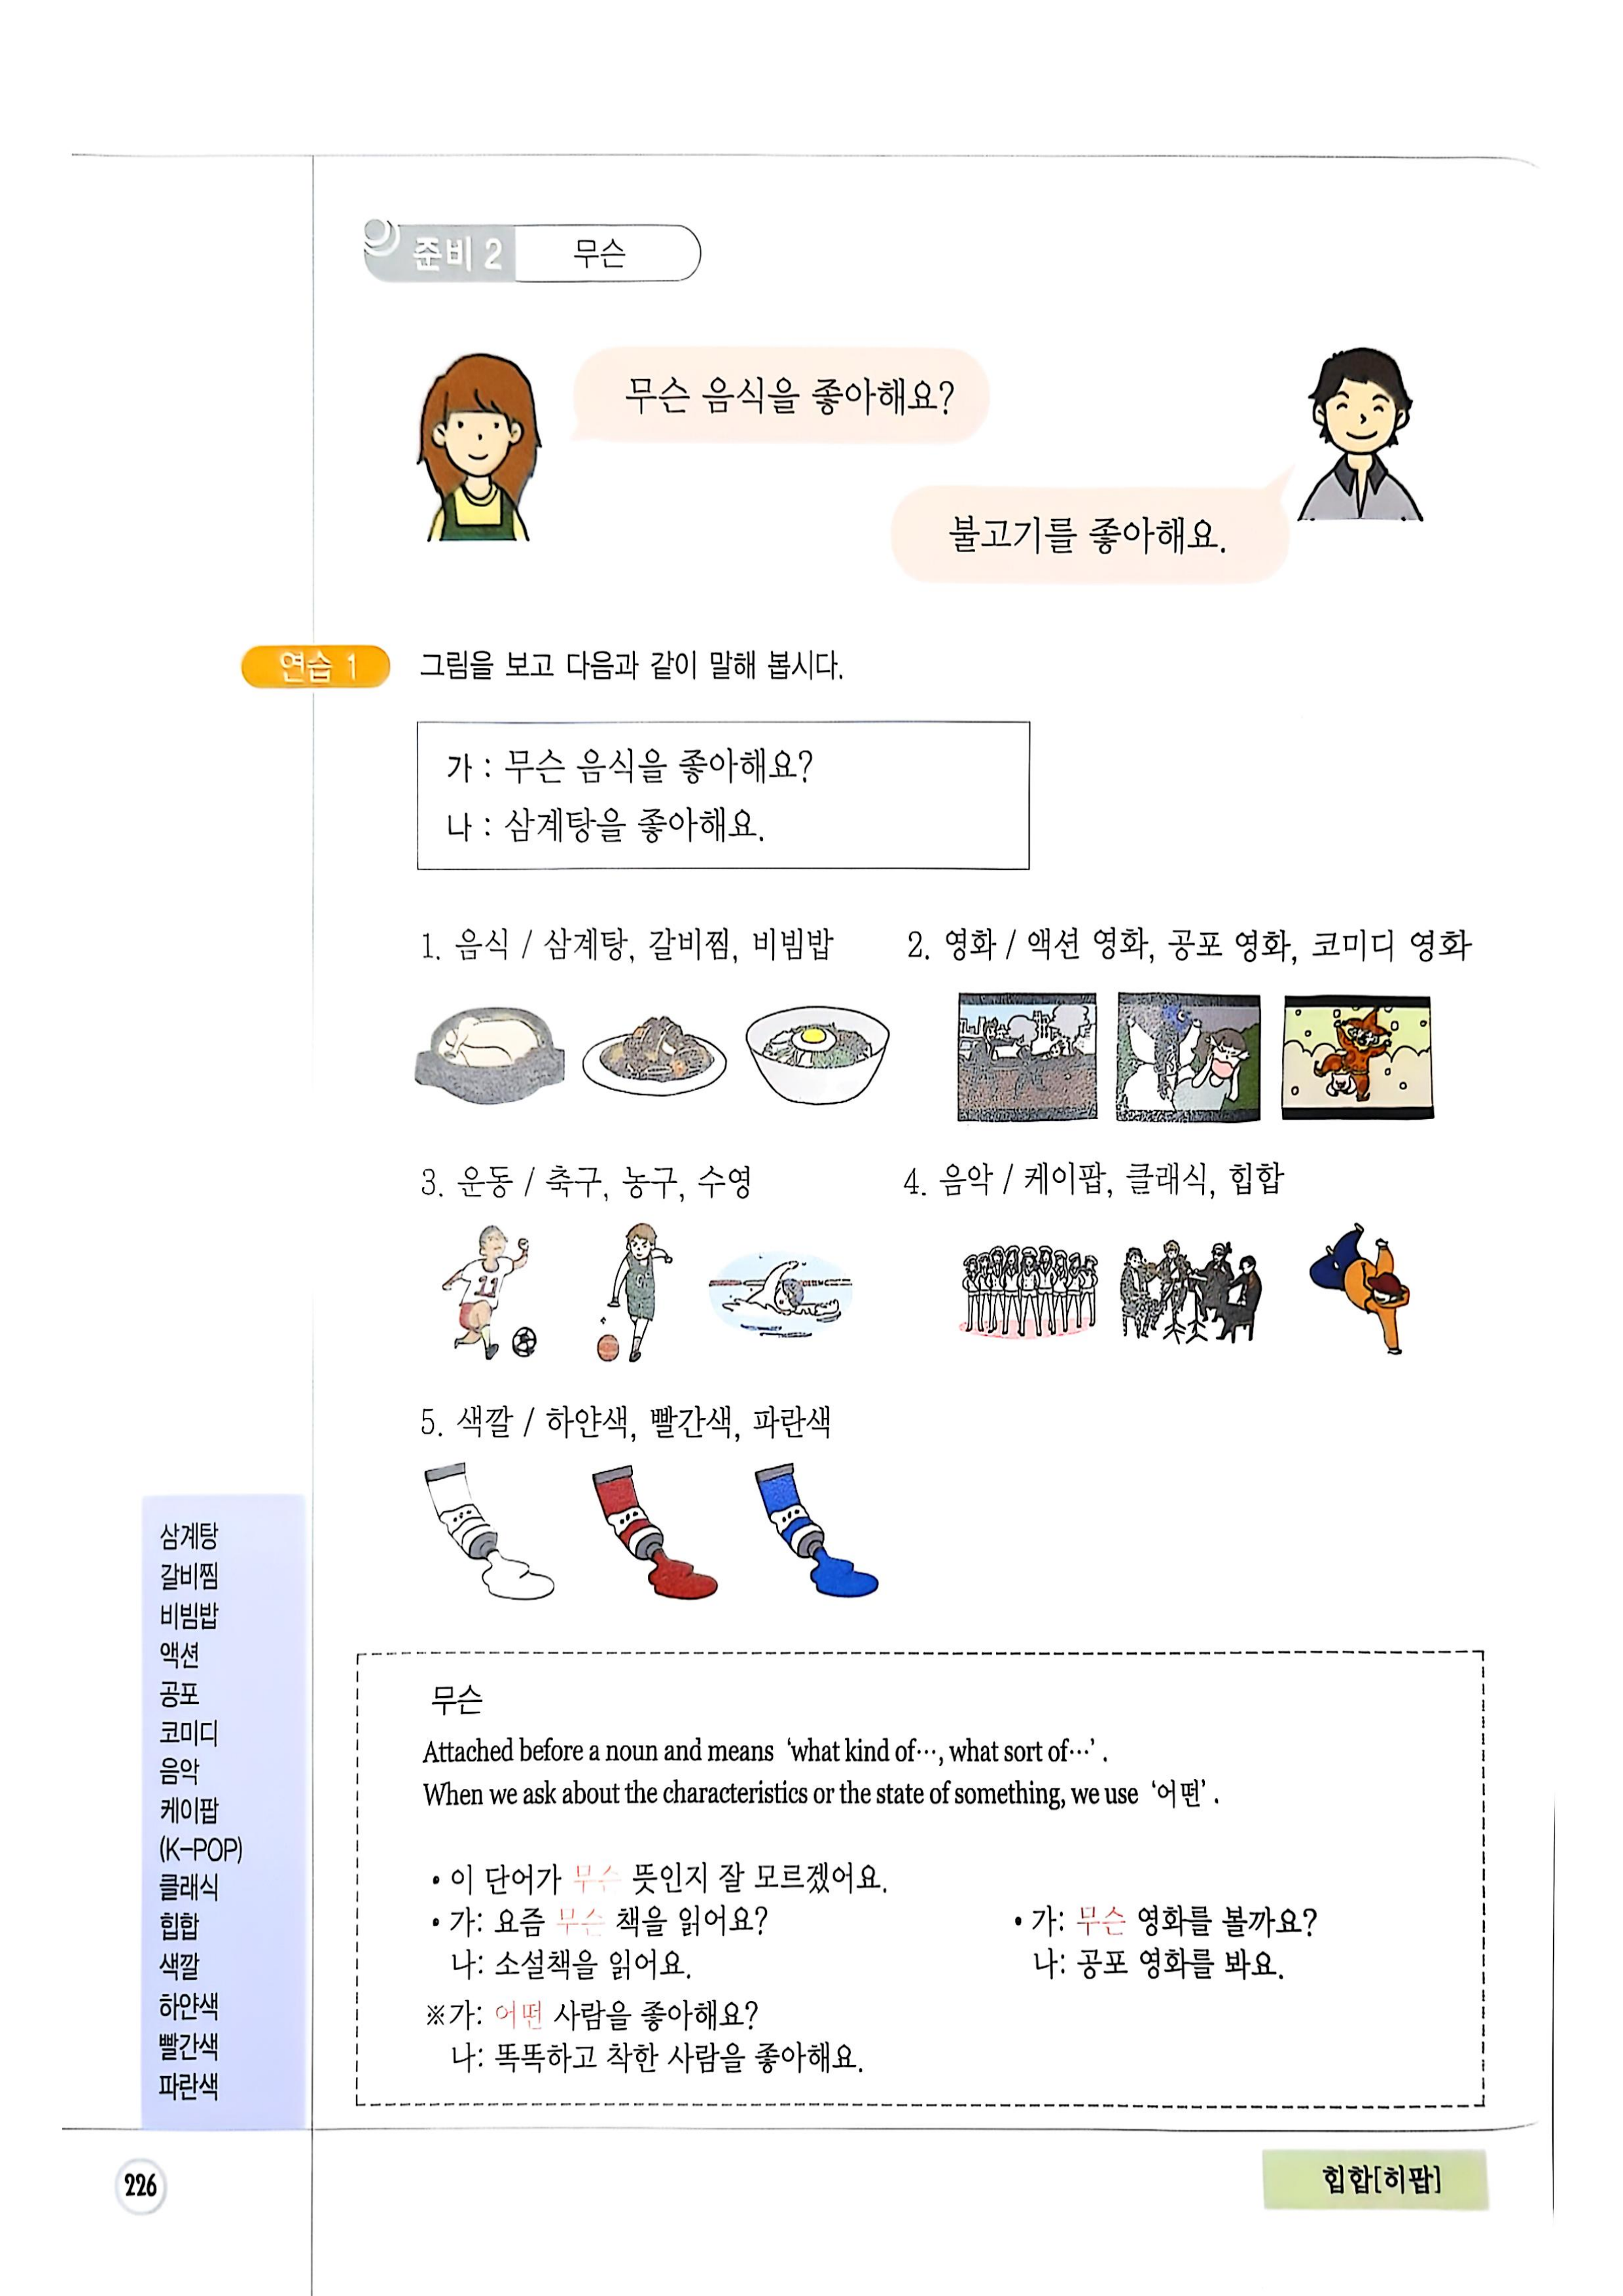 준비 2 무슨
무슨 음식을 좋아해요?
불고기를 좋아해요.
연습 1 그림을 보고 다음과 같이 말해 봅시다.
가 : 무슨 음식을 좋아해요?
나 : 삼계탕을 좋아해요.
1. 음식 / 삼계탕, 갈비찜, 비빔밥
2. 영화 / 액션 영화, 공포 영화, 코미디 영화
3. 운동 / 축구, 농구, 수영
11
4. 음악 / 케이팝, 클래식, 힙합
5. 색깔 / 하얀색, 빨간색, 파란색
삼계탕
갈비찜
비빔밥
액션
공포
코미디
음악
케이팝
(K-POP)
클래식
힙합
색깔
하얀색
빨간색
파란색
무슨
Attached before a noun and means ‘what kind of…, what sort of…’.
When we ask about the characteristics or the state of something, we use ‘어떤’.
• 이 단어가 무슨 뜻인지 잘 모르겠어요.
• 가: 요즘 무슨 책을 읽어요?
나: 소설책을 읽어요.
• 가: 무슨 영화를 볼까요?
나: 공포 영화를 봐요.
※가: 어떤 사람을 좋아해요?
나: 똑똑하고 착한 사람을 좋아해요.
226
힙합[히팝]